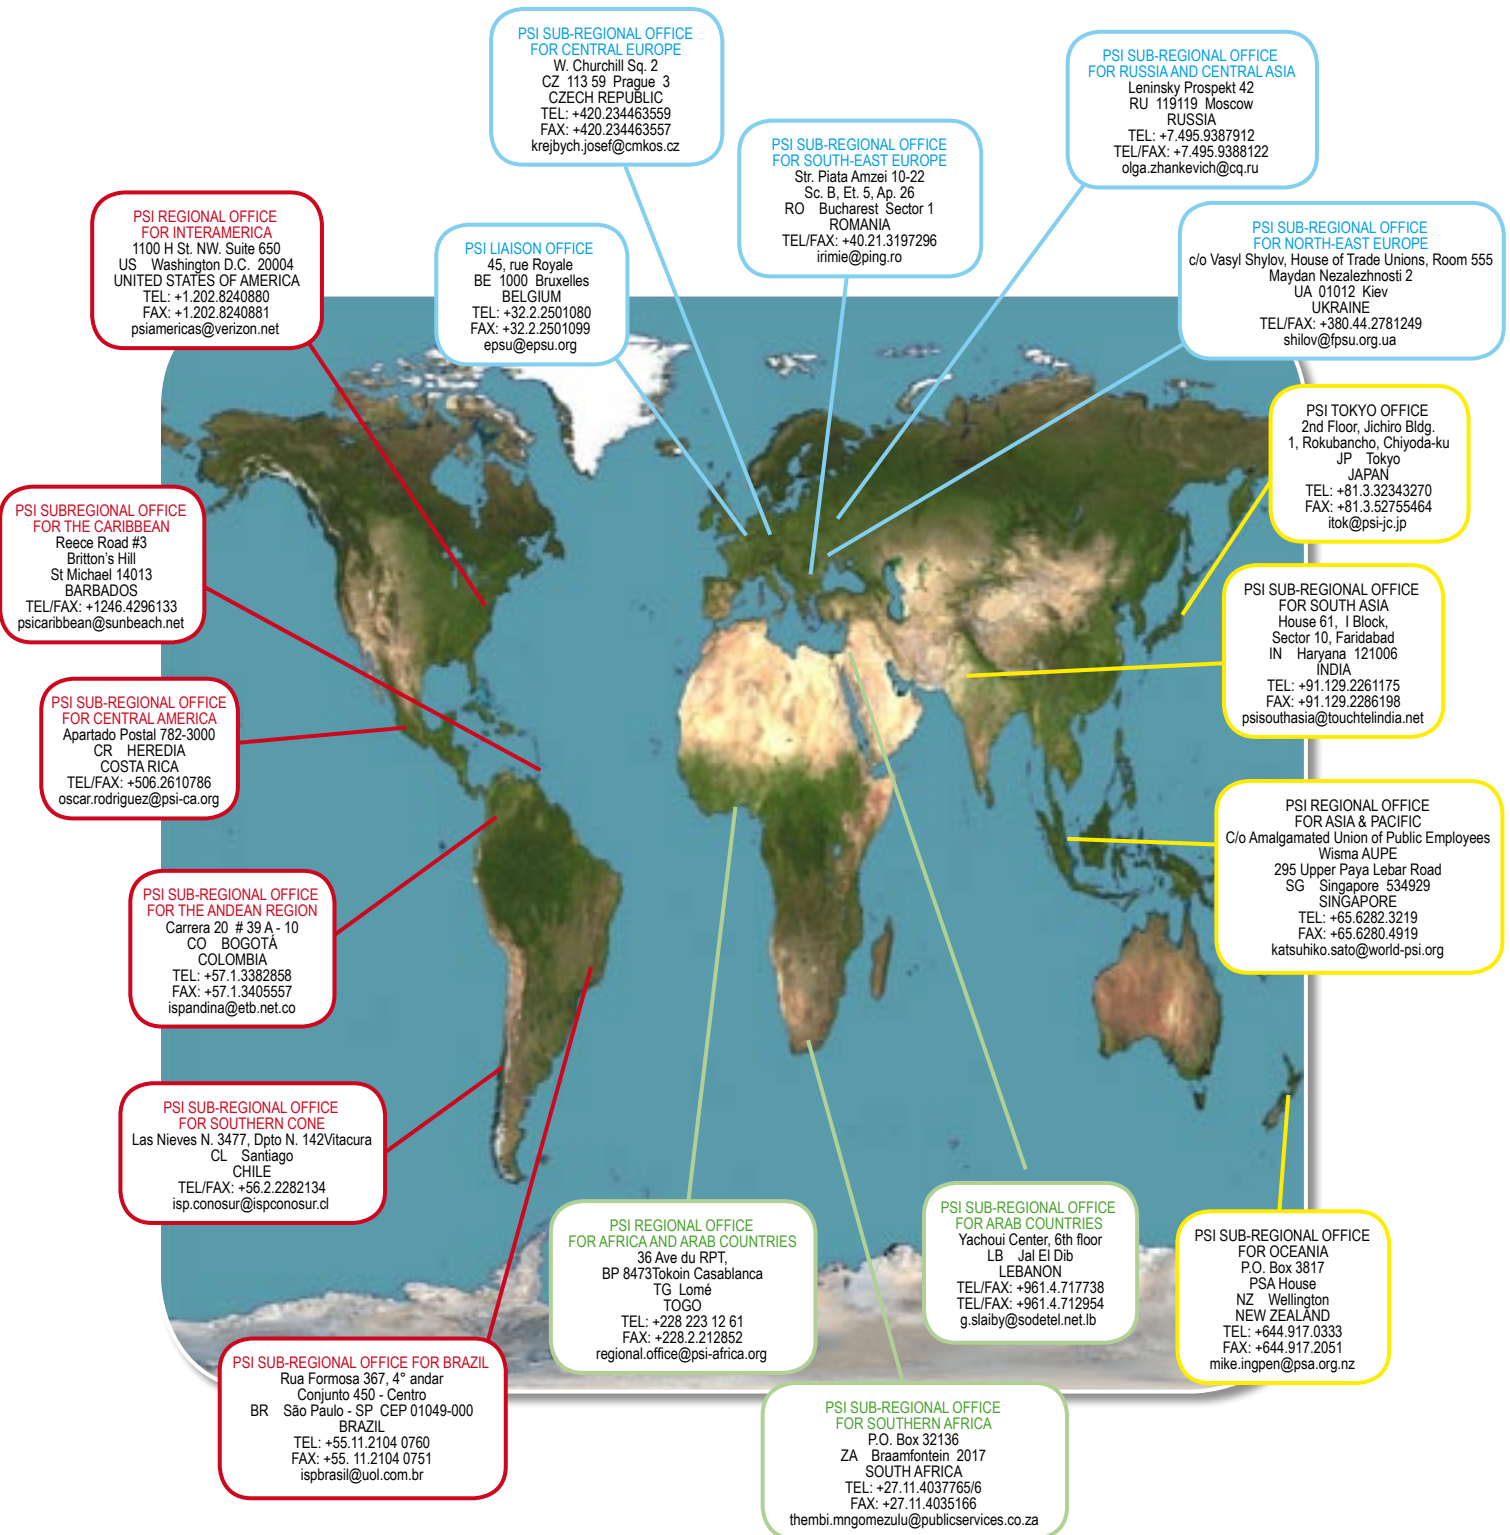 PSI SUB-REGIONAL OFFICE
FOR CENTRAL EUROPE
W. Churchill Sq. 2
CZ 113 59 Prague 3
CZECH REPUBLIC
TEL: +420.234463559
FAX: +420.234463557
krejbych.josef@cmkos.cz
PSI SUB-REGIONAL OFFICE
FOR RUSSIA AND CENTRAL ASIA
Leninsky Prospekt 42
RU 119119 Moscow
RUSSIA
TEL: +7.495.9387912
TEL/FAX: +7.495.9388122
olga.zhankevich@cq.ru
PSI SUB-REGIONAL OFFICE
FOR SOUTH-EAST EUROPE
Str. Piata Amzei 10-22
Sc. B, Et. 5, Ap. 26
RO Bucharest Sector 1
ROMANIA
TEL/FAX: +40.21.3197296
irimie@ping.ro
PSI REGIONAL OFFICE
FOR INTERAMERICA
1100 H St. NW. Suite 650
US Washington D.C. 20004
UNITED STATES OF AMERICA
TEL: +1.202.8240880
FAX: +1.202.8240881
psiamericas@verizon.net
PSI LIAISON OFFICE
45, rue Royale
BE 1000 Bruxelles
BELGIUM
TEL: +32.2.2501080
FAX: +32.2.2501099
epsu@epsu.org
PSI SUB-REGIONAL OFFICE
FOR NORTH-EAST EUROPE
c/o Vasyl Shylov, House of Trade Unions, Room 555
Maydan Nezalezhnosti 2
UA 01012 Kiev
UKRAINE
TEL/FAX: +380.44.2781249
shilov@fpsu.org.ua
PSI TOKYO OFFICE
2nd Floor, Jichiro Bldg.
1, Rokubancho, Chiyoda-ku
JP Tokyo
JAPAN
TEL: +81.3.32343270
FAX: +81.3.52755464
itok@psi-jc.jp
PSI SUBREGIONAL OFFICE
FOR THE CARIBBEAN
Reece Road #3
Britton's Hill
St Michael 14013
BARBADOS
TEL/FAX: +1246.4296133
psicaribbean@sunbeach.net
PSI SUB-REGIONAL OFFICE
FOR SOUTH ASIA
House 61, I Block,
Sector 10, Faridabad
IN Haryana 121006
INDIA
TEL: +91.129.2261175
FAX: +91.129.2286198
psisouthasia@touchtelindia.net
PSI SUB-REGIONAL OFFICE
FOR CENTRAL AMERICA
Apartado Postal 782-3000
CR HEREDIA
COSTA RICA
TEL/FAX: +506.2610786
oscar.rodriguez@psi-ca.org
PSI REGIONAL OFFICE
FOR ASIA & PACIFIC
C/o Amalgamated Union of Public Employees
Wisma AUPE
295 Upper Paya Lebar Road
SG Singapore 534929
SINGAPORE
TEL: +65.6282.3219
FAX: +65.6280.4919
katsuhiko.sato@world-psi.org
PSI SUB-REGIONAL OFFICE
FOR THE ANDEAN REGION
Carrera 20 # 39 A - 10
CO BOGOTÁ
COLOMBIA
TEL: +57.1.3382858
FAX: +57.1.3405557
ispandina@etb.net.co
PSI SUB-REGIONAL OFFICE
FOR SOUTHERN CONE
Las Nieves N. 3477, Dpto N. 142Vitacura
CL Santiago
CHILE
TEL/FAX: +56.2.2282134
isp.conosur@ispconosur.cl
PSI REGIONAL OFFICE
FOR AFRICA AND ARAB COUNTRIES
36 Ave du RPT,
BP 8473Tokoin Casablanca
TG Lomé
TOGO
TEL: +228 223 12 61
FAX: +228.2.212852
regional.office@psi-africa.org
PSI SUB-REGIONAL OFFICE
FOR ARAB COUNTRIES
Yachoui Center, 6th floor
LB Jal El Dib
LEBANON
TEL/FAX: +961.4.717738
TEL/FAX: +961.4.712954
g.slaiby@sodetel.net.lb
PSI SUB-REGIONAL OFFICE
FOR OCEANIA
P.O. Box 3817
PSA House
NZ Wellington
NEW ZEALAND
TEL: +644.917.0333
FAX: +644.917.2051
mike.ingpen@psa.org.nz
PSI SUB-REGIONAL OFFICE FOR BRAZIL
Rua Formosa 367, 4° andar
Conjunto 450 - Centro
BR São Paulo - SP CEP 01049-000
BRAZIL
TEL: +55.11.2104 0760
FAX: +55. 11.2104 0751
ispbrasil@uol.com.br
PSI SUB-REGIONAL OFFICE
FOR SOUTHERN AFRICA
P.O. Box 32136
ZA Braamfontein 2017
SOUTH AFRICA
TEL: +27.11.4037765/6
FAX: +27.11.4035166
thembi.mngomezulu@publicservices.co.za